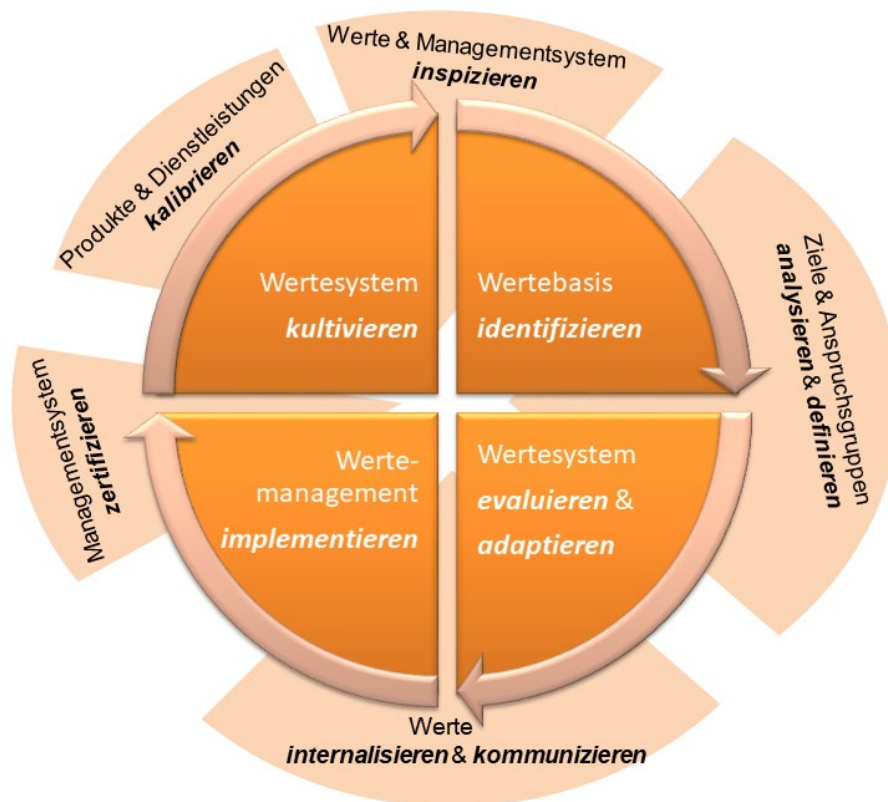 Werte & Managementsystem
inspizieren
Produkte & Dienstleistungen
kalibrieren
Ziele & Anspruchsgruppen
analysieren & definieren
Wertesystem
kultivieren
Wertebasis
identifizieren
Managementsystem
zertifizieren
Werte-
management
implementieren
Wertesystem
evaluieren &
adaptieren
Werte
internalisieren & kommunizieren